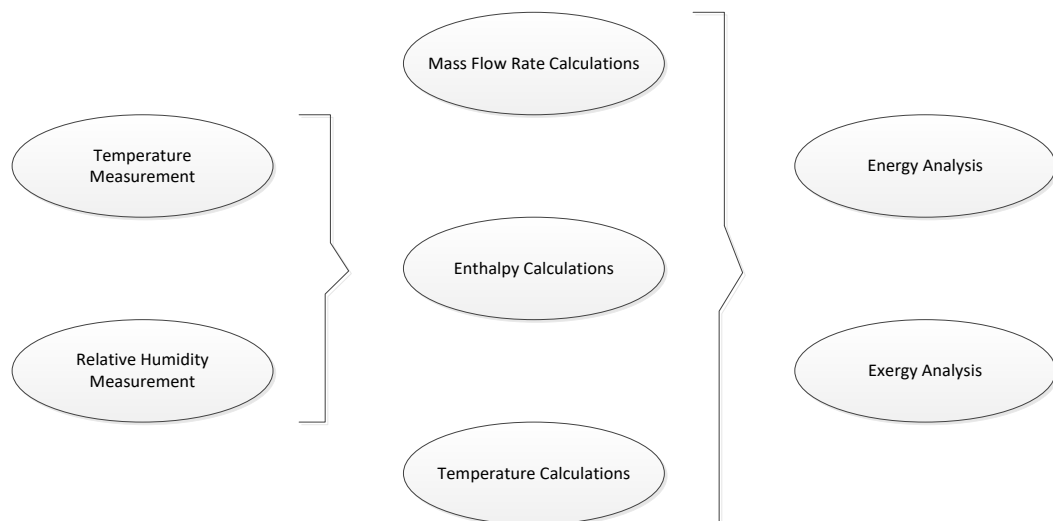 Mass Flow Rate Calculations
Temperature
Measurement
Energy Analysis
Enthalpy Calculations
Relative Humidity
Measurement
Exergy Analysis
Temperature Calculations